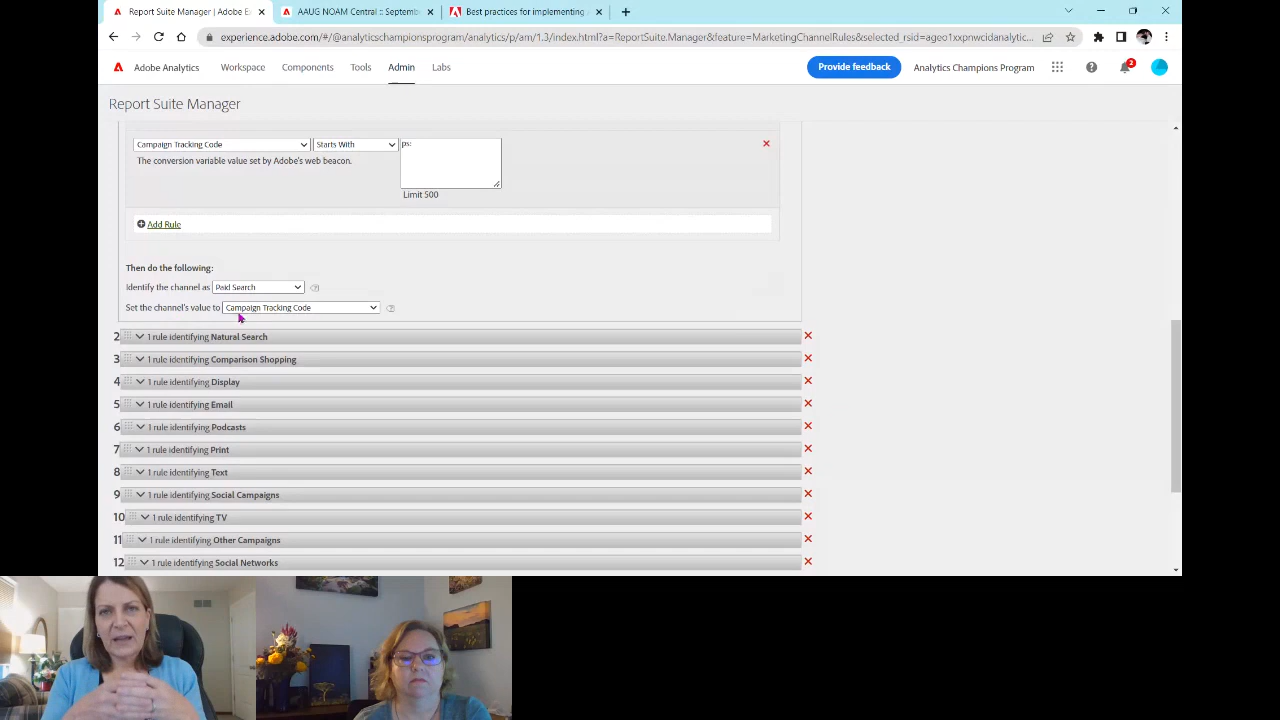 Report Suite Manager | Adobe Ex
AAUG NOAM Central :: Septembe
Best practices for implementing A
experience.adobe.com/#/@analyticschampionsprogram/analytics/p/am/1.3/index.html?a=ReportSuite.Manager&feature=MarketingChannelRules&selected_rsid=ageo1xxpnwcidanalytic...
Adobe Analytics Workspace Components Tools Admin Labs Provide feedback Analytics Champions Program 2
Report Suite Manager
Campaign Tracking Code Starts With ps:
The conversion variable value set by Adobe's web beacon.
Limit 500
Add Rule
Then do the following:
Identify the channel as Paid Search
Set the channel's value to Campaign Tracking Code
2 1 rule identifying Natural Search
3 1 rule identifying Comparison Shopping
4 1 rule identifying Display
5 1 rule identifying Email
6 1 rule identifying Podcasts
7 1 rule identifying Print
8 1 rule identifying Text
9 1 rule identifying Social Campaigns
10 1 rule identifying TV
11 1 rule identifying Other Campaigns
12 1 rule identifying Social Networks